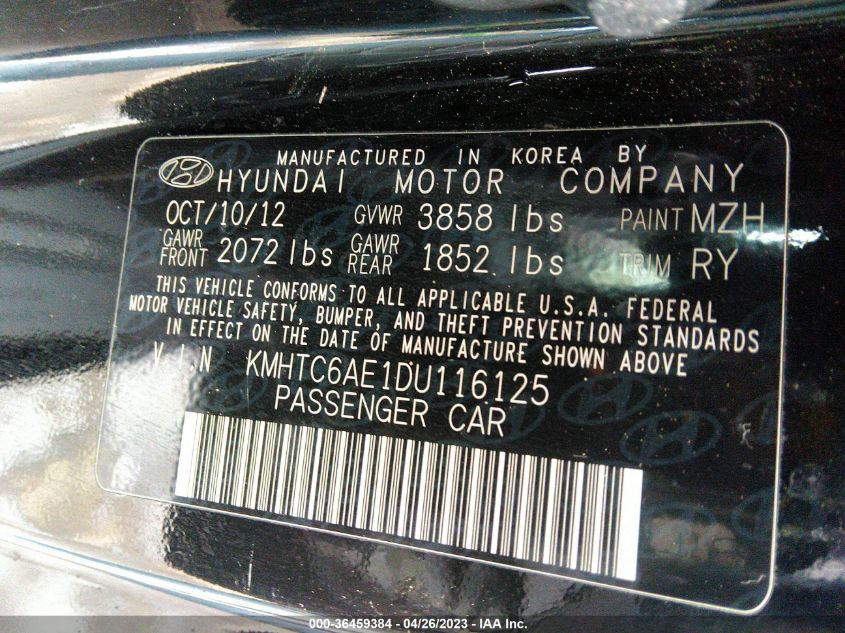 MANUFACTURED IN KOREA BY
HYUNDAI MOTOR COMPANY
OCT/10/12 GVWR 3858 lbs PAINT MZH
GAWR FRONT 2072 lbs GAWR REAR 1852 lbs TRIM RY
THIS VEHICLE CONFORMS TO ALL APPLICABLE U.S.A. FEDERAL
MOTOR VEHICLE SAFETY, BUMPER, AND THEFT PREVENTION STANDARDS
IN EFFECT ON THE DATE OF MANUFACTURE SHOWN ABOVE
V.I.N KMHTC6AE1DU116125
PASSENGER CAR
000-36459384 - 04/26/2023 - IAA Inc.